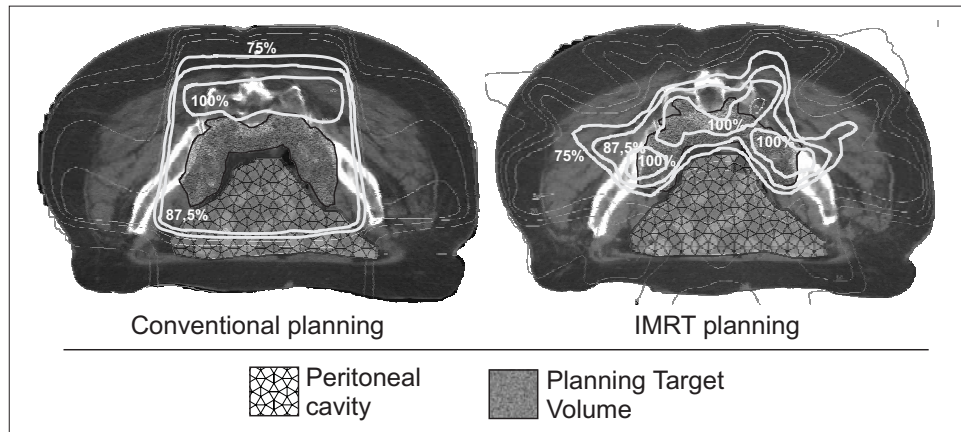 75%
100%
87,5%
100%
75%
87,5%
100%
100%
Conventional planning
IMRT planning
Peritoneal
cavity
Planning Target
Volume